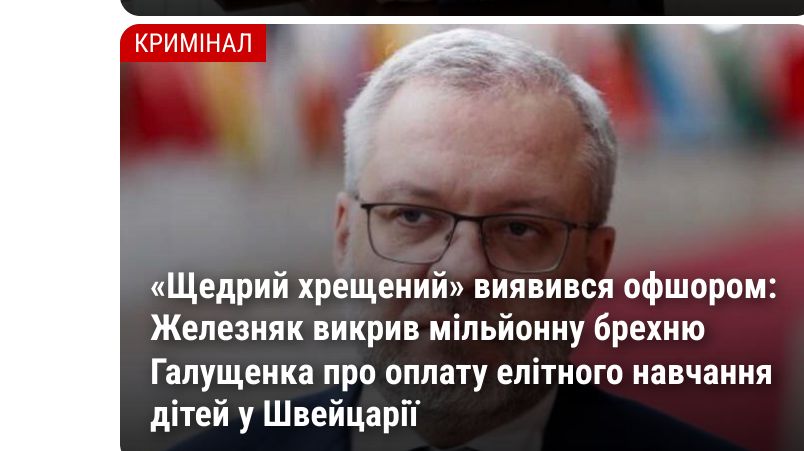 КРИМІНАЛ
«Щедрий хрещений» виявився офшором:
Железняк викрив мільйонну брехню
Галущенка про оплату елітного навчання
дітей у Швейцарії